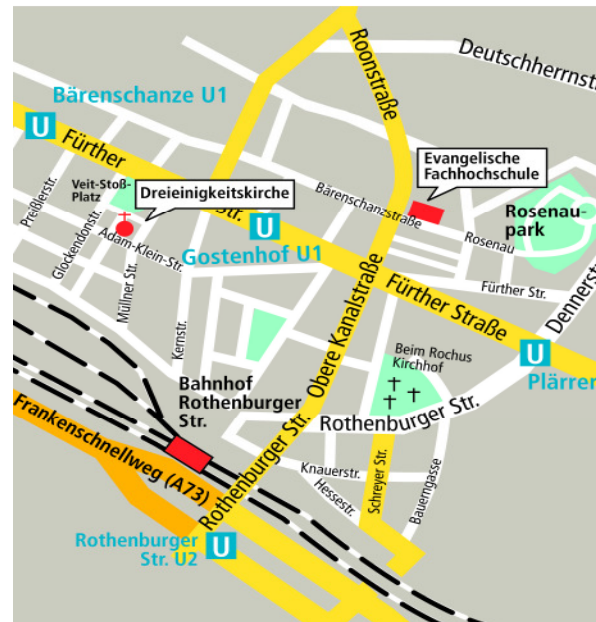 Deutschherrnstr
Roonstraße
Bärenschanze U1
U
Fürther
Str.
Evangelische
Fachhochschule
Veit-Stoß-
Platz
Dreieinigkeitskirche
Preißlerstr.
Glockendonstr.
Adam-Klein-Str.
Müllner Str.
Bärenschanzstraße
Rosenau
Rosenau-
park
U
Gostenhof U1
Kernstr.
Fürther Str.
Fürther Straße
Dennerstr
Obere Kanalstraße
Beim Rochus
Kirchhof
U
Plärrer
Bahnhof
Rothenburger
Str.
Rothenburger Str.
Rothenburger Str.
Frankenschnellweg (A73)
Knauerstr.
Hessestr.
Schreyer Str.
Bauerngasse
Rothenburger
Str. U2
U